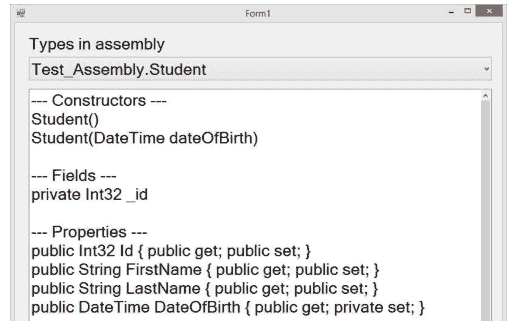 Form1
Types in assembly
Test_Assembly.Student
--- Constructors ---
Student()
Student(DateTime dateOfBirth)
--- Fields ---
private Int32 _id
--- Properties ---
public Int32 Id { public get; public set; }
public String FirstName { public get; public set; }
public String LastName { public get; public set; }
public DateTime DateOfBirth { public get; private set; }